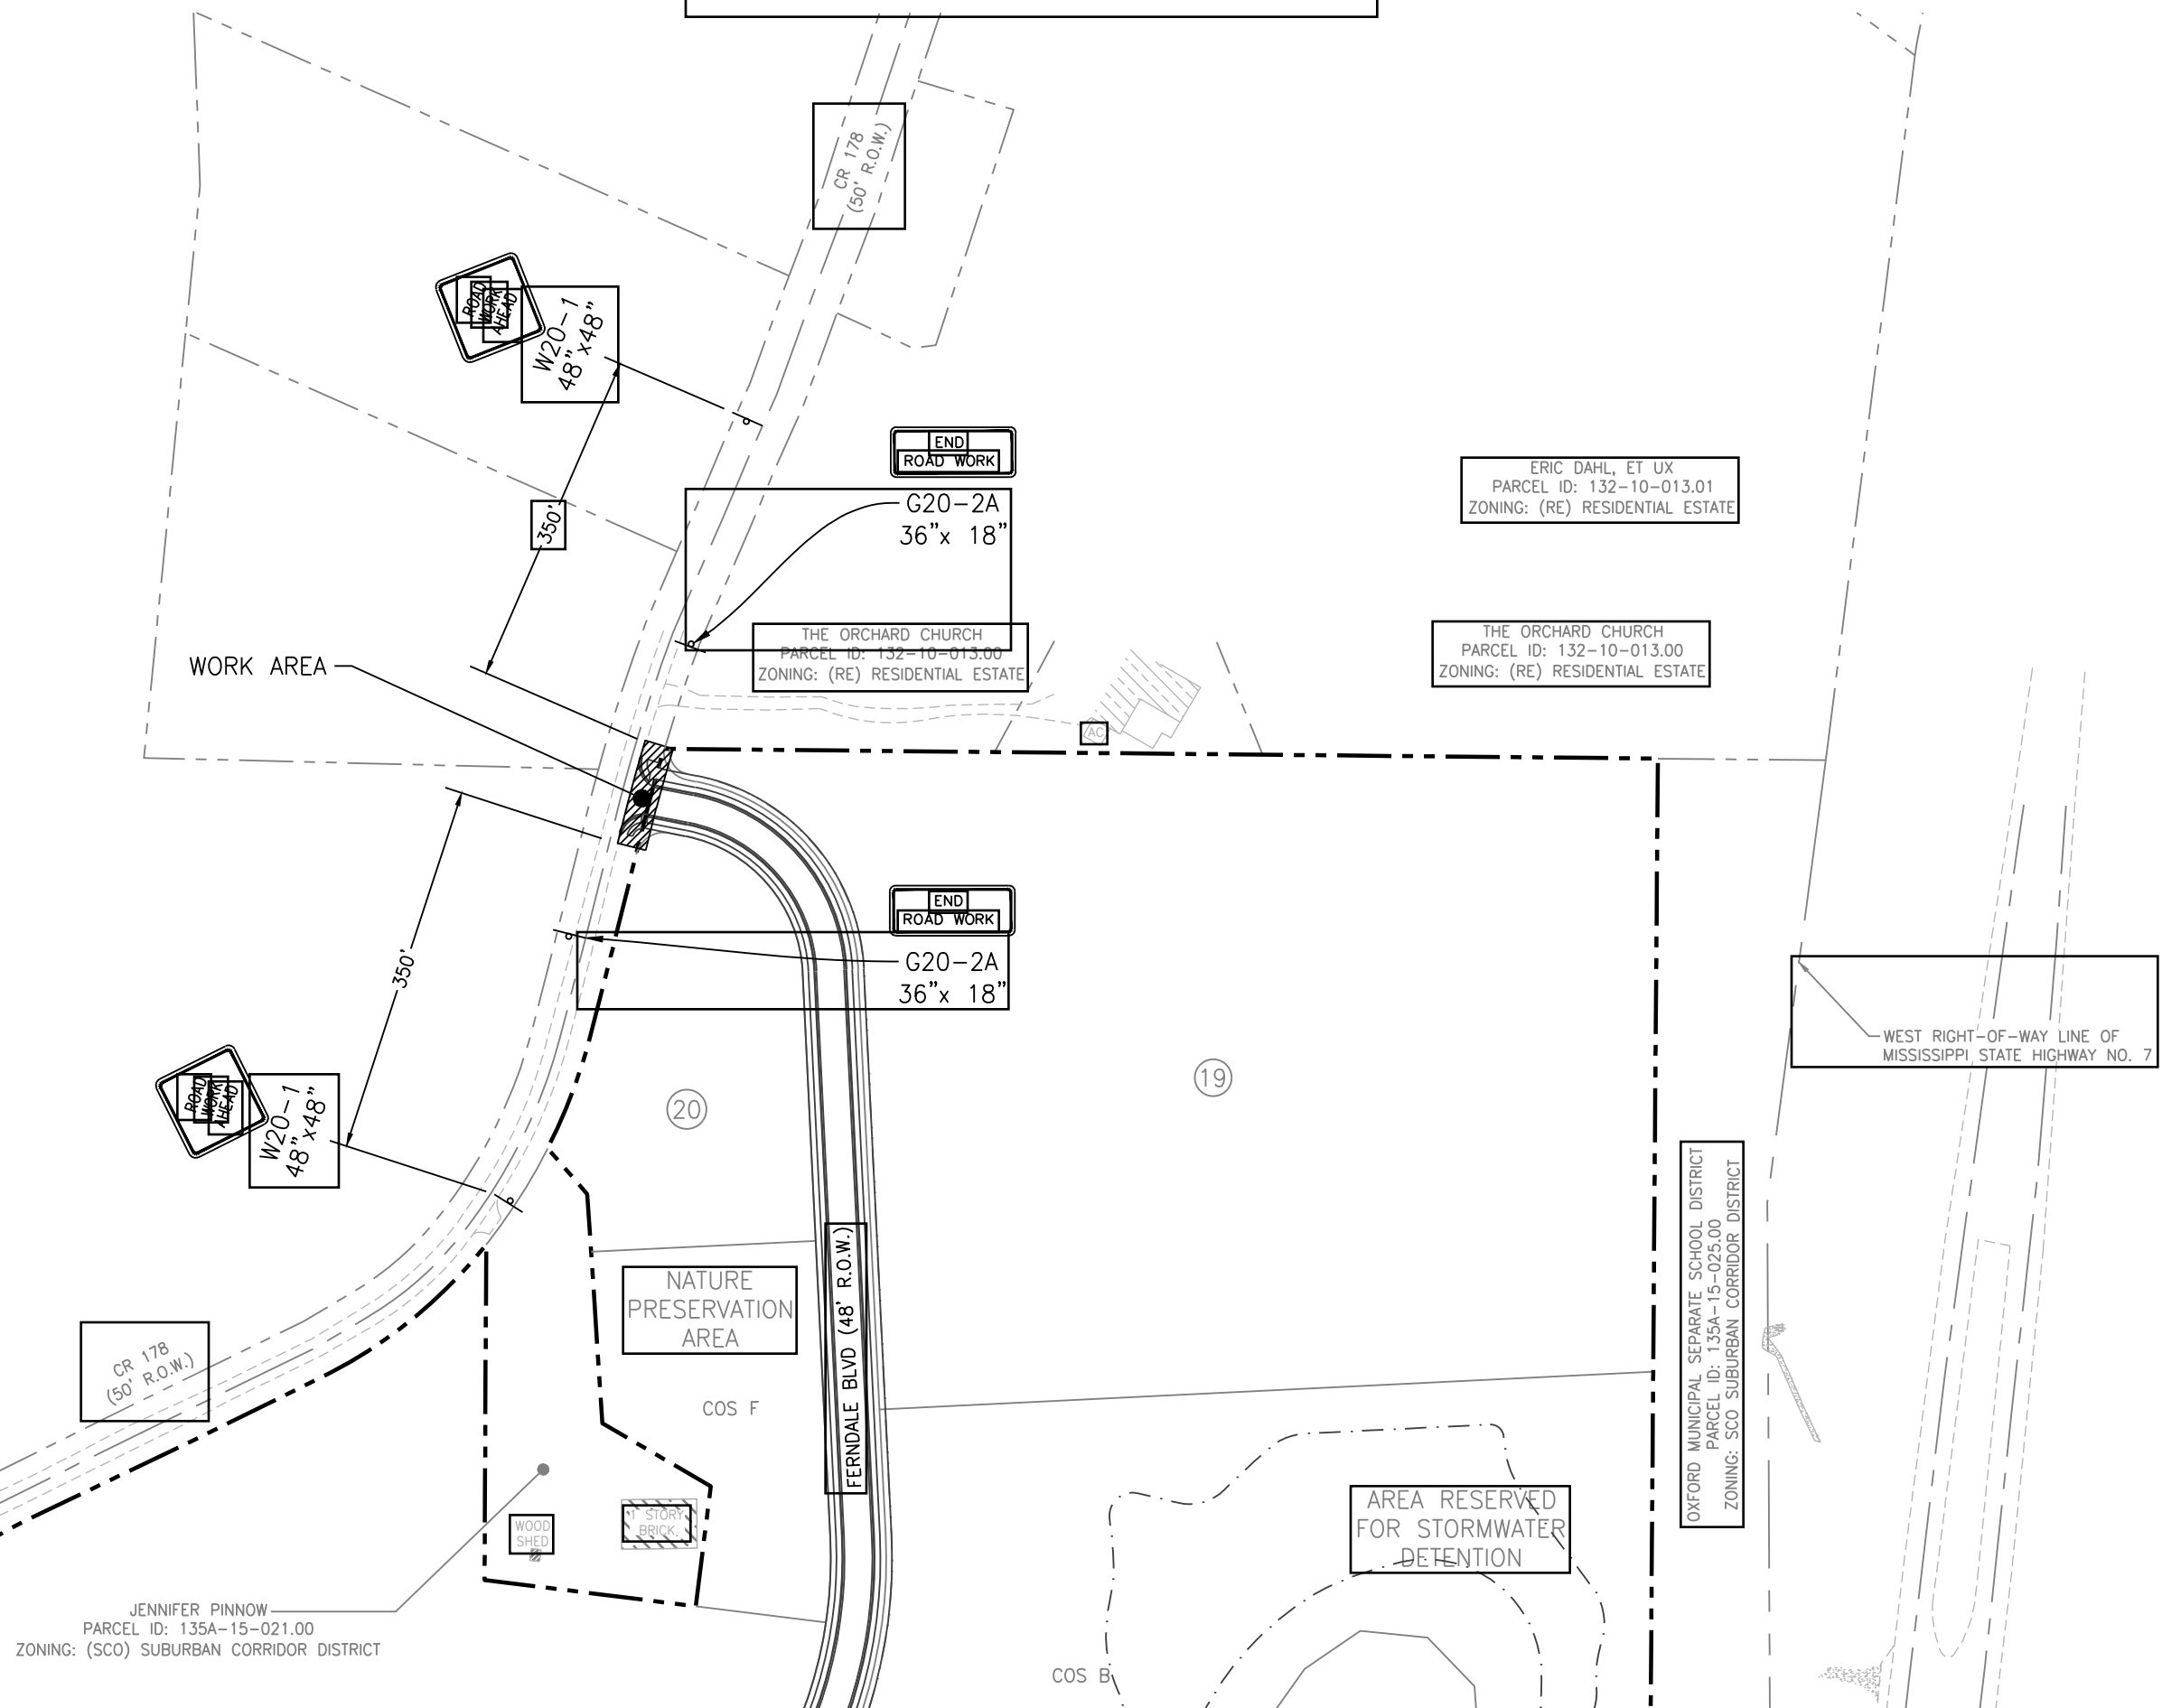 CR 178
(50' R.O.W.)
ROAD
WORK
AHEAD
W20-1
48"x48"
350'
END
ROAD WORK
G20-2A
36"x 18"
ERIC DAHL, ET UX
PARCEL ID: 132-10-013.01
ZONING: (RE) RESIDENTIAL ESTATE
WORK AREA
THE ORCHARD CHURCH
PARCEL ID: 132-10-013.00
ZONING: (RE) RESIDENTIAL ESTATE
THE ORCHARD CHURCH
PARCEL ID: 132-10-013.00
ZONING: (RE) RESIDENTIAL ESTATE
AC
END
ROAD WORK
G20-2A
36"x 18"
350'
WEST RIGHT-OF-WAY LINE OF
MISSISSIPPI STATE HIGHWAY NO. 7
ROAD
WORK
AHEAD
W20-1
48"x48"
20
19
NATURE
PRESERVATION
AREA
FERNDALE BLVD (48' R.O.W.)
OXFORD MUNICIPAL SEPARATE SCHOOL DISTRICT
PARCEL ID: 135A-15-025.00
ZONING: SCO SUBURBAN CORRIDOR DISTRICT
CR 178
(50' R.O.W.)
COS F
WOOD
SHED
1 STORY
BRICK.
AREA RESERVED
FOR STORMWATER
DETENTION
JENNIFER PINNOW
PARCEL ID: 135A-15-021.00
ZONING: (SCO) SUBURBAN CORRIDOR DISTRICT
COS B